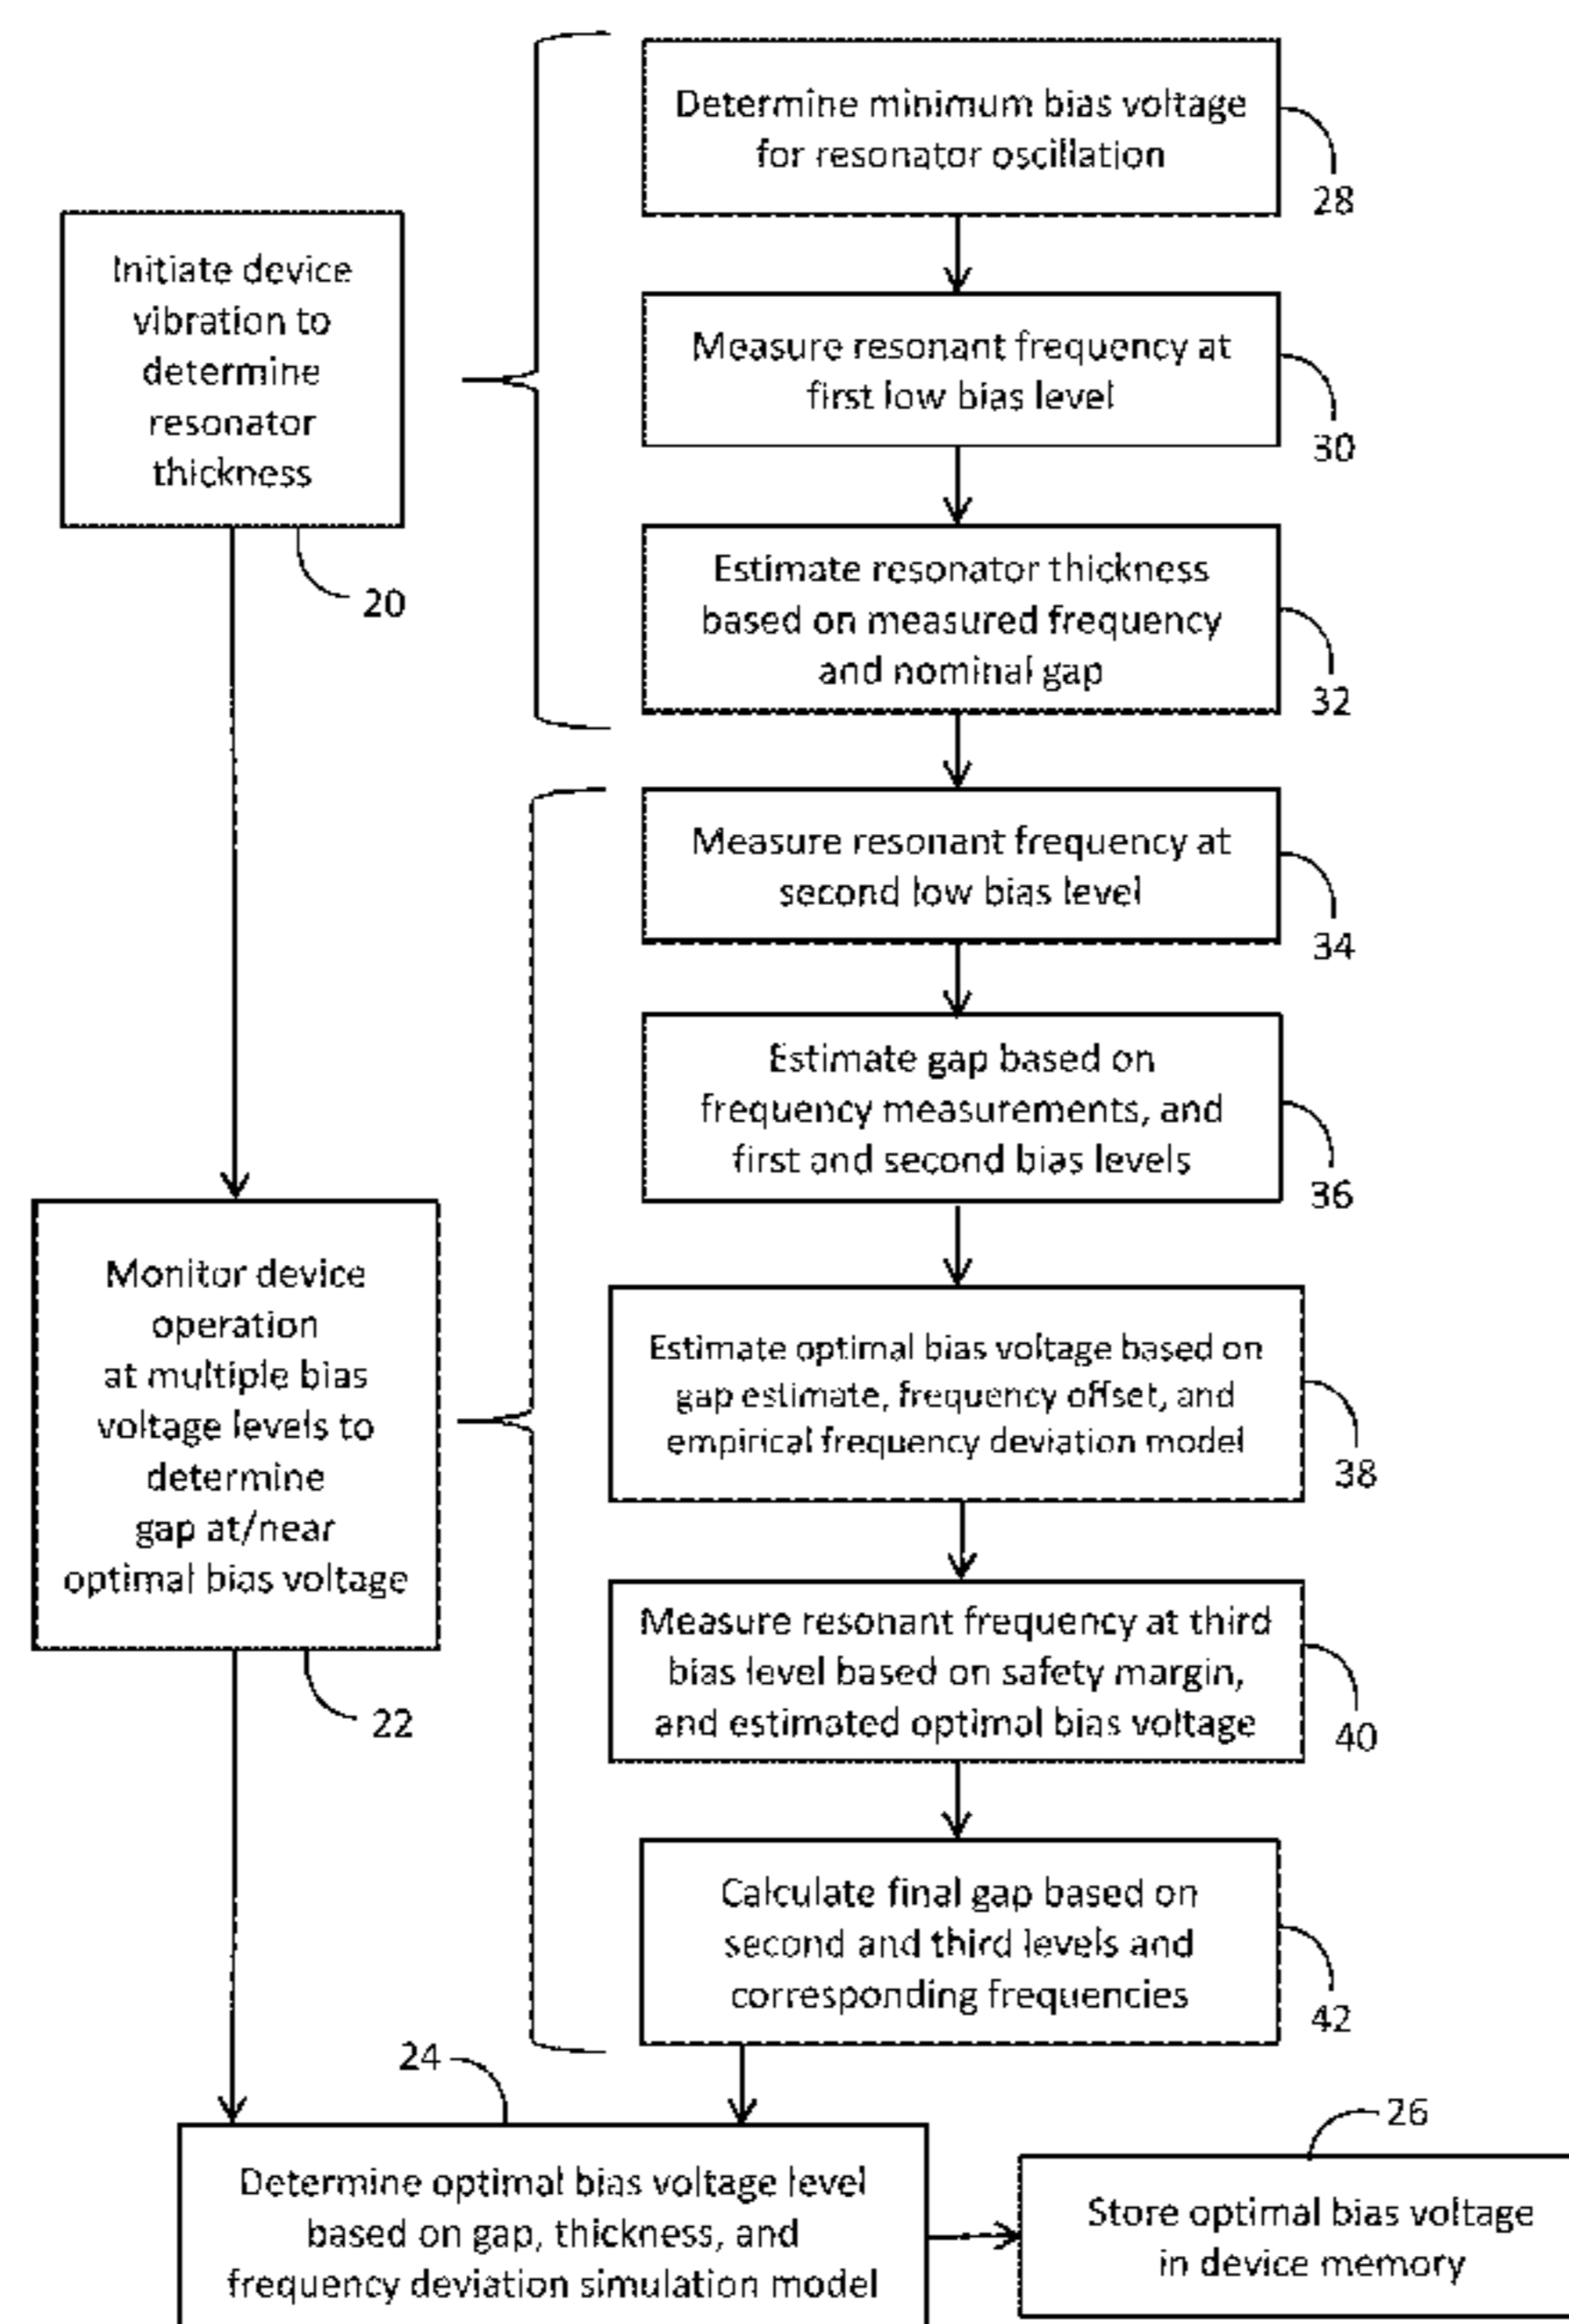 Determine minimum bias voltage
for resonator oscillation
28
Initiate device
vibration to
determine
resonator
thickness
20
Measure resonant frequency at
first low bias level
30
Estimate resonator thickness
based on measured frequency
and nominal gap
32
Measure resonant frequency at
second low bias level
34
Estimate gap based on
frequency measurements, and
first and second bias levels
36
Monitor device
operation
at multiple bias
voltage levels to
determine
gap at/near
optimal bias voltage
22
Estimate optimal bias voltage based on
gap estimate, frequency offset, and
empirical frequency deviation model
38
Measure resonant frequency at third
bias level based on safety margin,
and estimated optimal bias voltage
40
Calculate final gap based on
second and third levels and
corresponding frequencies
42
24
Determine optimal bias voltage level
based on gap, thickness, and
frequency deviation simulation model
26
Store optimal bias voltage
in device memory